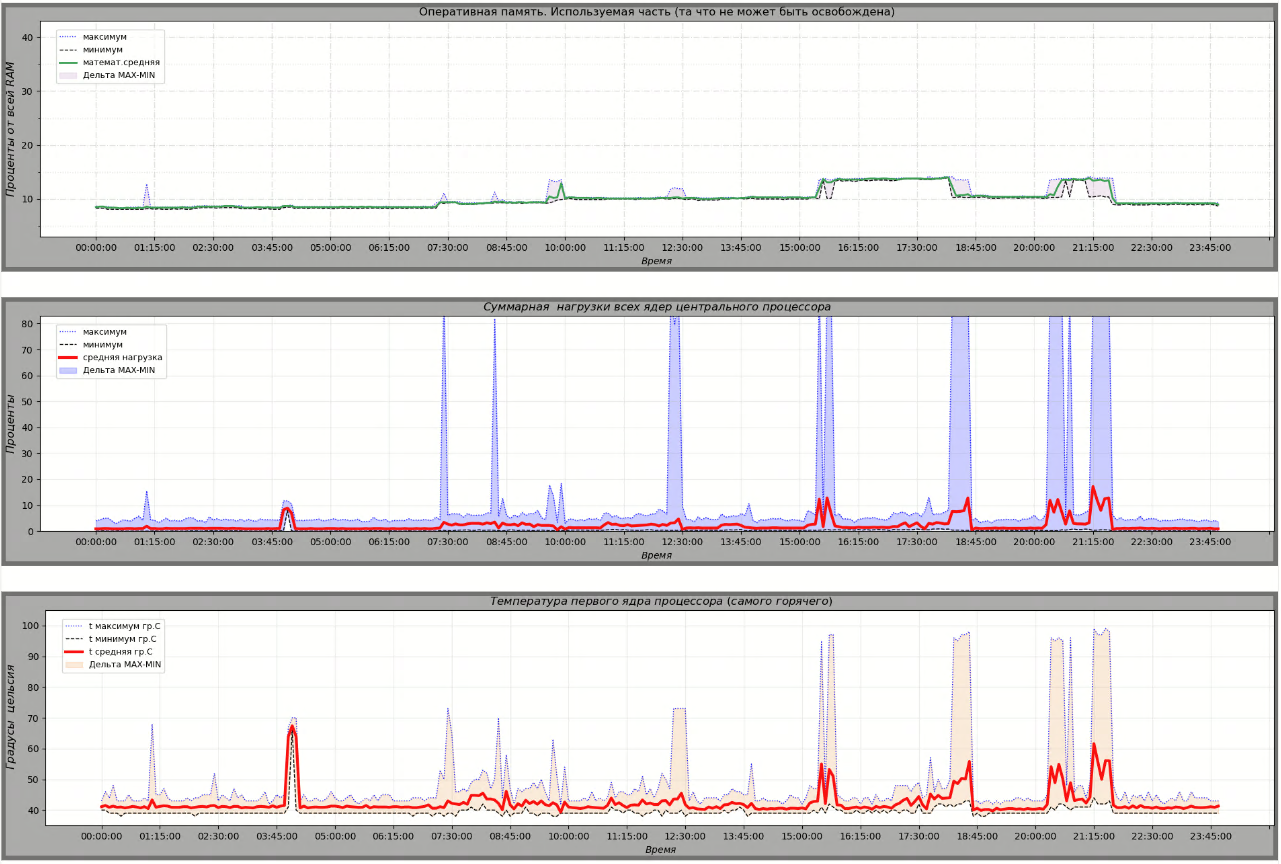 Оперативная память. Используемая часть (та что не может быть освобождена)
максимум
минимум
математ.средняя
Дельта MAX-MIN
Проценты от всей RAM
40
30
20
10
00:00:00 01:15:00 02:30:00 03:45:00 05:00:00 06:15:00 07:30:00 08:45:00 10:00:00 11:15:00 12:30:00 13:45:00 15:00:00 16:15:00 17:30:00 18:45:00 20:00:00 21:15:00 22:30:00 23:45:00
Время
Суммарная нагрузки всех ядер центрального процессора
максимум
минимум
средняя нагрузка
Дельта MAX-MIN
Проценты
80
70
60
50
40
30
20
10
0
00:00:00 01:15:00 02:30:00 03:45:00 05:00:00 06:15:00 07:30:00 08:45:00 10:00:00 11:15:00 12:30:00 13:45:00 15:00:00 16:15:00 17:30:00 18:45:00 20:00:00 21:15:00 22:30:00 23:45:00
Время
Температура первого ядра процессора (самого горячего)
t максимум гр.С
t минимум гр.С
t средняя гр.С
Дельта MAX-MIN
Градусы цельсия
100
90
80
70
60
50
40
00:00:00 01:15:00 02:30:00 03:45:00 05:00:00 06:15:00 07:30:00 08:45:00 10:00:00 11:15:00 12:30:00 13:45:00 15:00:00 16:15:00 17:30:00 18:45:00 20:00:00 21:15:00 22:30:00 23:45:00
Время